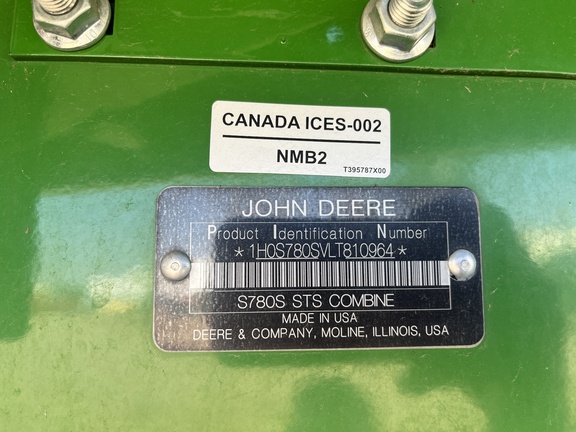 CANADA ICES-002
NMB2
T395787X00
JOHN DEERE
Product Identification Number
*1H0S780SVLT810964*
S780S STS COMBINE
MADE IN USA
DEERE & COMPANY, MOLINE, ILLINOIS, USA